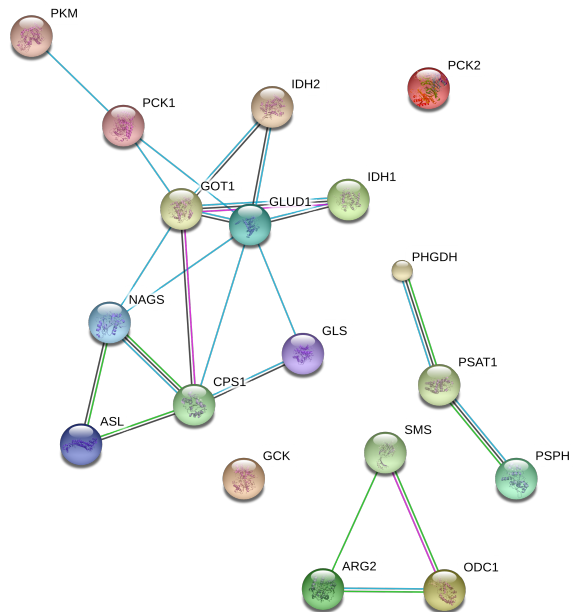 PKM
PCK2
IDH2
PCK1
IDH1
GOT1
GLUD1
PHGDH
NAGS
GLS
PSAT1
CPS1
ASL
SMS
GCK
PSPH
ARG2
ODC1